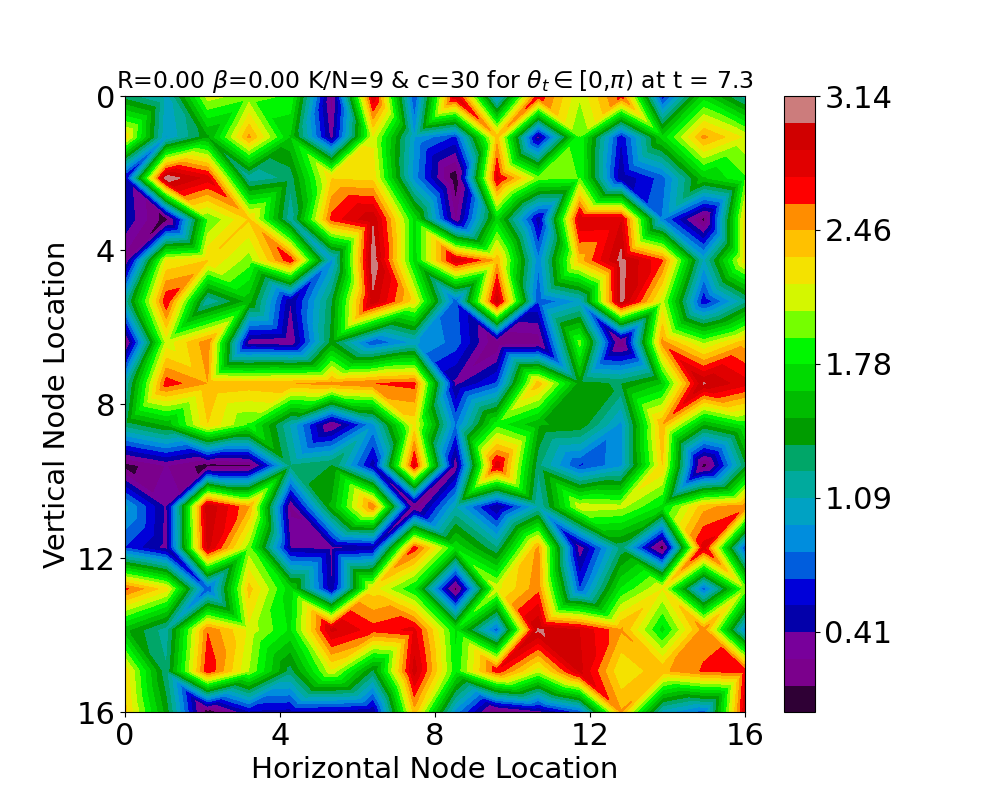 R=0.00 β=0.00 K/N=9 & c=30 for θ_t ∈ [0,π) at t = 7.3
0
4
8
12
16
Vertical Node Location
0 4 8 12 16
Horizontal Node Location
3.14
2.46
1.78
1.09
0.41